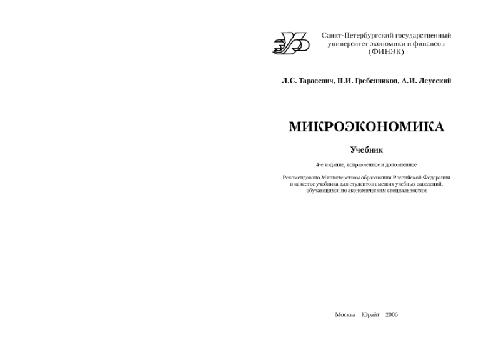 Санкт-Петербургский государственный
университет экономики и финансов
(ФИНЭК)
Л.С. Тарасевич, П.И. Гребенников, А.И. Леусский
МИКРОЭКОНОМИКА
Учебник
4-е издание, исправленное и дополненное
Рекомендовано Министерством образования Российской Федерации
в качестве учебника для студентов высших учебных заведений,
обучающихся по экономическим специальностям
Москва Юрайт